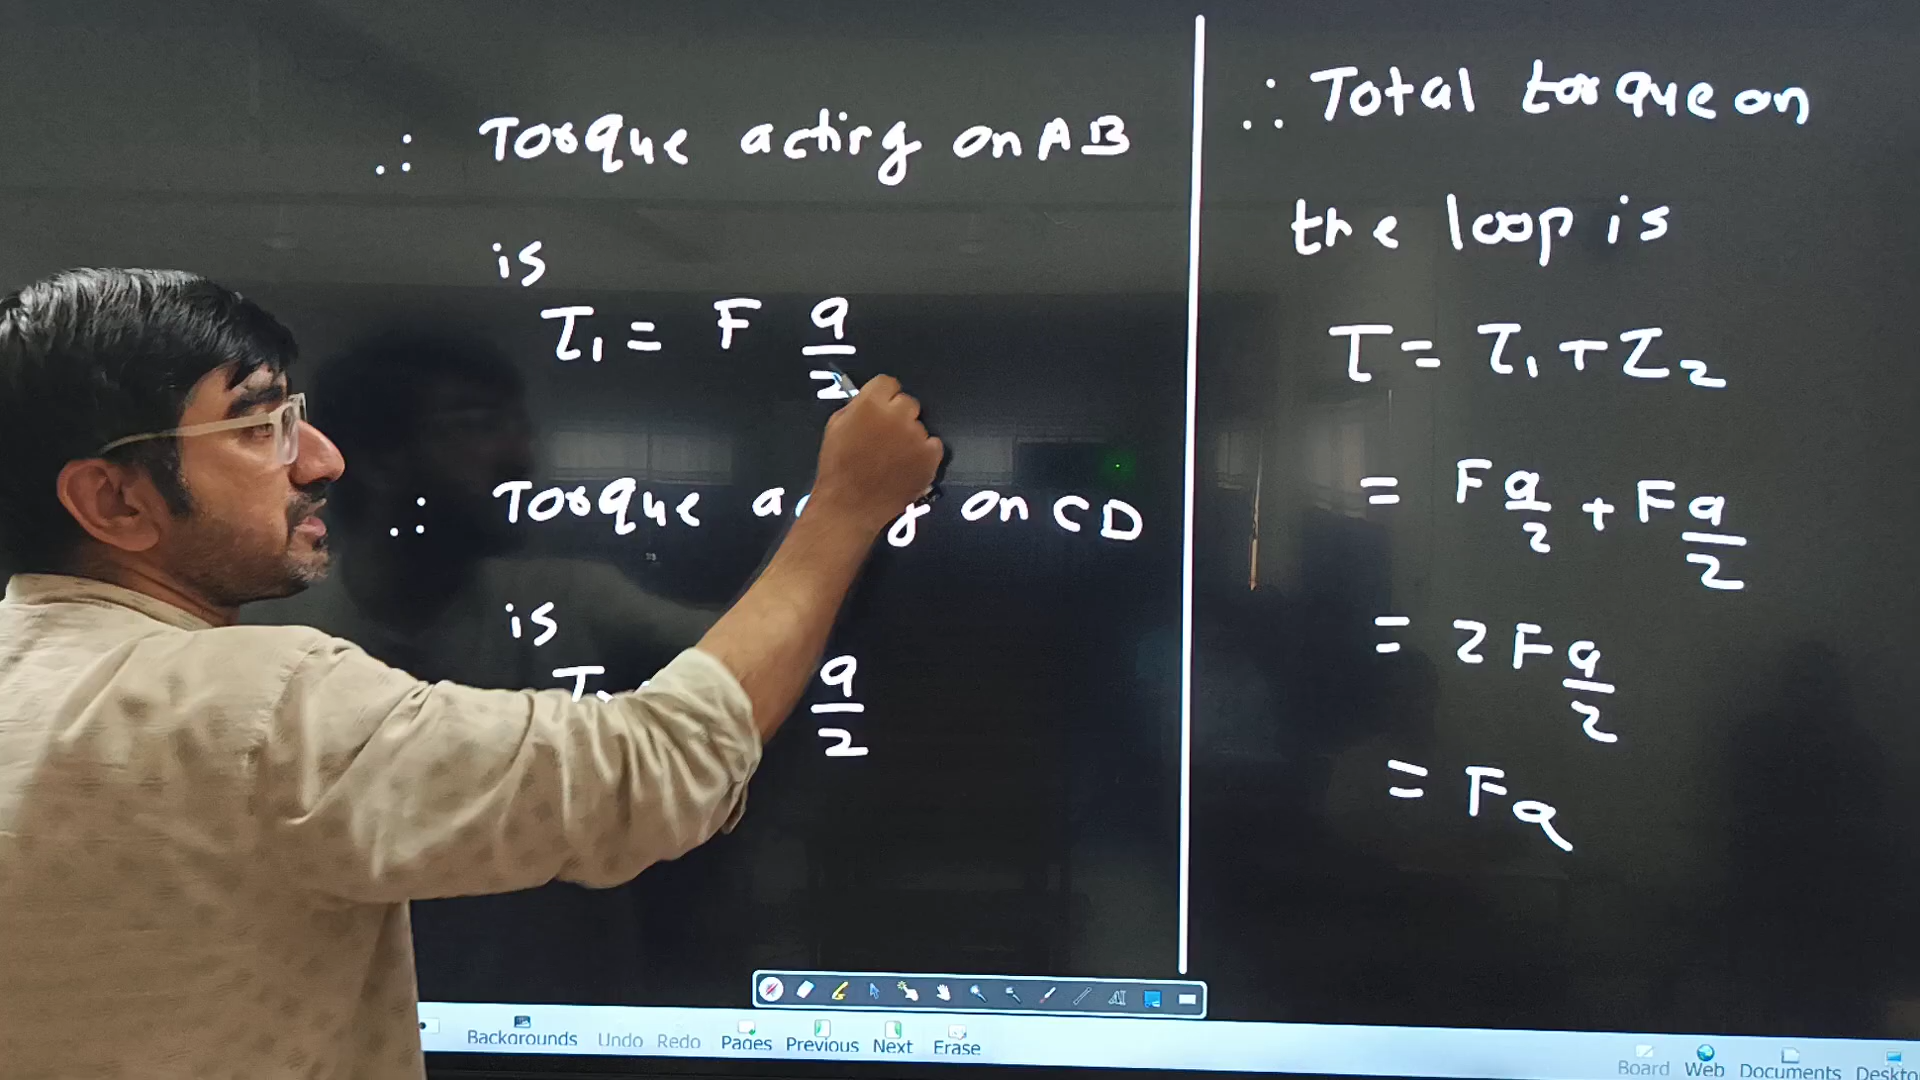 ∴ Torque acting on AB
is
τ₁ = F a/2
∴ Torque on CD
is
a/2
∴ Total torque on
the loop is
τ = τ₁ + τ₂
= F a/2 + F a/2
= 2 F a/2
= Fa
Backgrounds Undo Redo Pages Previous Next Erase
Board Web Documents